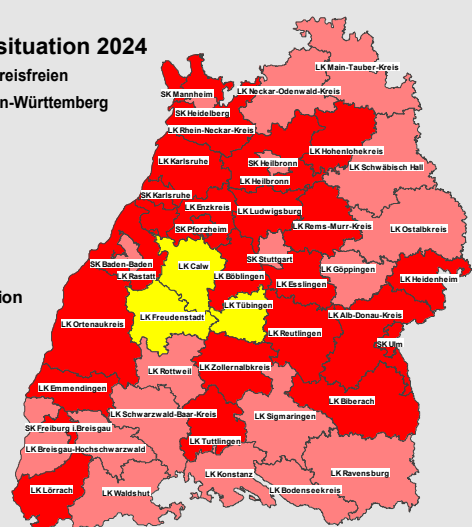 situation 2024
reisfreien
n-Württemberg
LK Main-Tauber-Kreis
SK Mannheim
LK Neckar-Odenwald-Kreis
SK Heidelberg
LK Rhein-Neckar-Kreis
LK Hohenlohekreis
LK Karlsruhe
SK Heilbronn
LK Schwäbisch Hall
LK Heilbronn
SK Karlsruhe
LK Enzkreis
LK Ludwigsburg
SK Pforzheim
LK Rems-Murr-Kreis
LK Ostalbkreis
SK Baden-Baden
SK Stuttgart
LK Calw
LK Göppingen
LK Rastatt
LK Böblingen
LK Esslingen
LK Heidenheim
ion
LK Tübingen
LK Freudenstadt
LK Alb-Donau-Kreis
LK Ortenaukreis
LK Reutlingen
SK Ulm
LK Zollernalbkreis
LK Rottweil
LK Emmendingen
LK Biberach
LK Schwarzwald-Baar-Kreis
LK Sigmaringen
SK Freiburg i.Breisgau
LK Tuttlingen
LK Breisgau-Hochschwarzwald
LK Konstanz
LK Ravensburg
LK Lörrach
LK Waldshut
LK Bodenseekreis